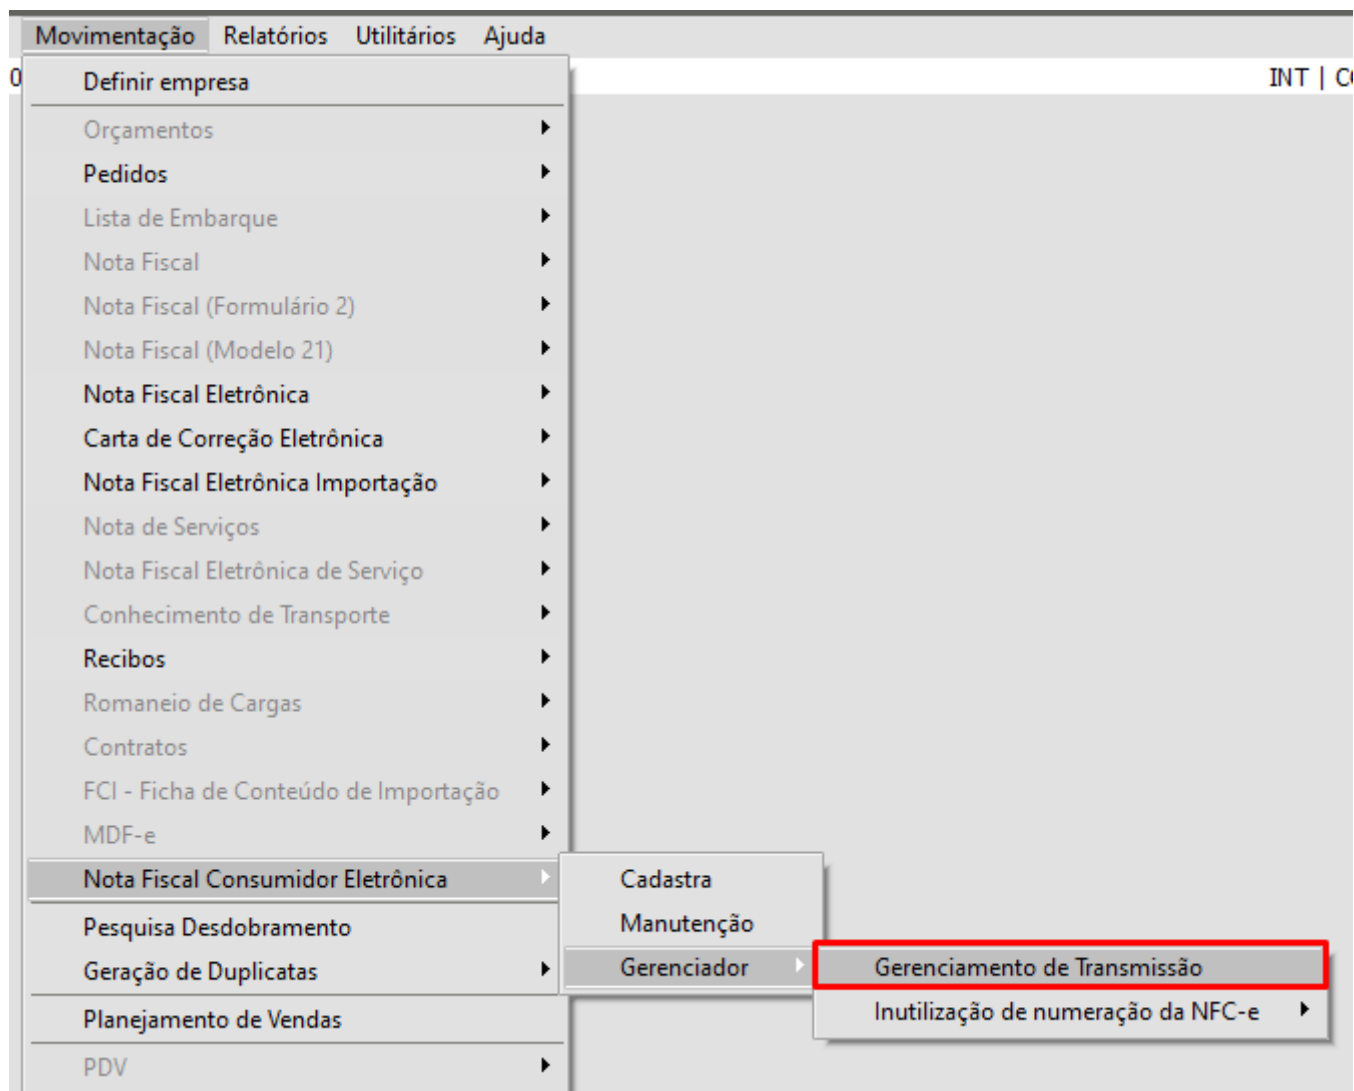 Movimentação Relatórios Utilitários Ajuda
INT |
Definir empresa
Orçamentos
Pedidos
Lista de Embarque
Nota Fiscal
Nota Fiscal (Formulário 2)
Nota Fiscal (Modelo 21)
Nota Fiscal Eletrônica
Carta de Correção Eletrônica
Nota Fiscal Eletrônica Importação
Nota de Serviços
Nota Fiscal Eletrônica de Serviço
Conhecimento de Transporte
Recibos
Romaneio de Cargas
Contratos
FCI - Ficha de Conteúdo de Importação
MDF-e
Nota Fiscal Consumidor Eletrônica
Pesquisa Desdobramento
Geração de Duplicatas
Planejamento de Vendas
PDV
Cadastra
Manutenção
Gerenciador
Gerenciamento de Transmissão
Inutilização de numeração da NFC-e